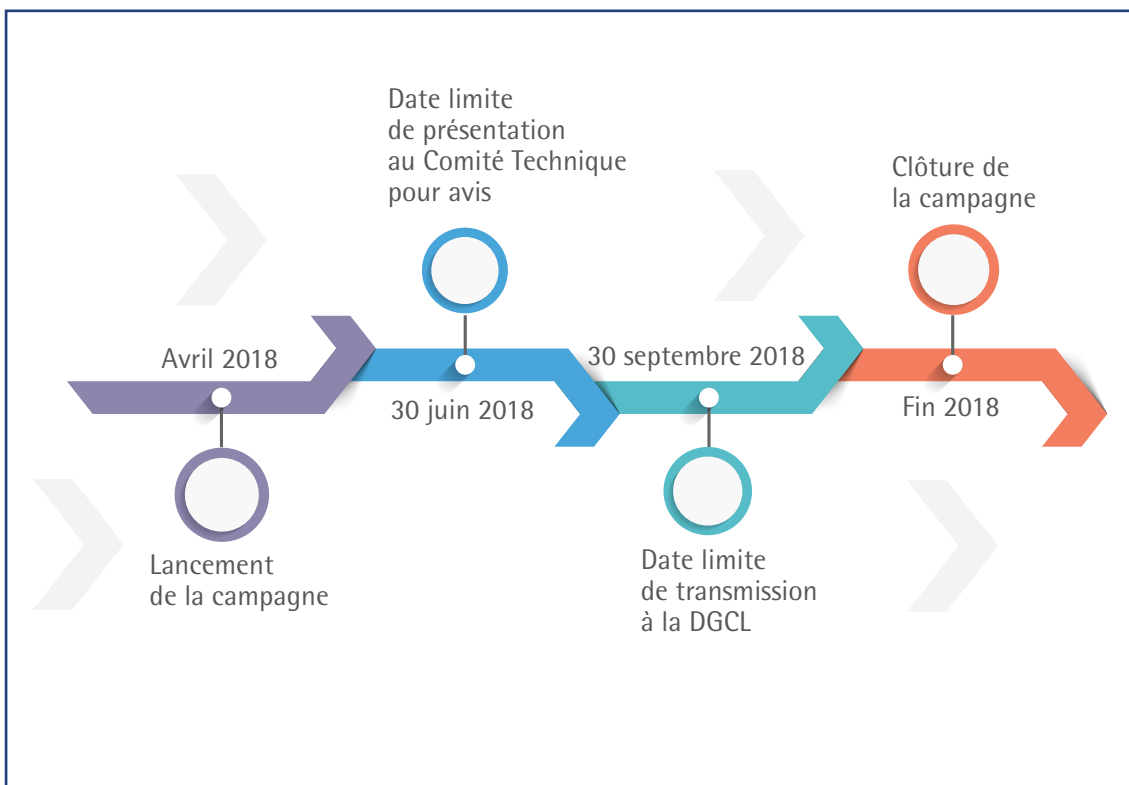 Avril 2018
Lancement
de la campagne
Date limite
de présentation
au Comité Technique
pour avis
30 juin 2018
30 septembre 2018
Date limite
de transmission
à la DGCL
Clôture de
la campagne
Fin 2018